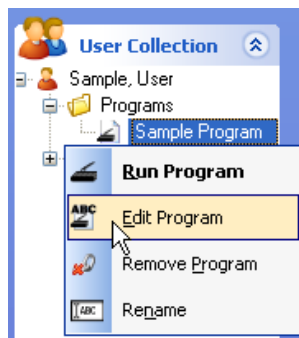 User Collection
Sample, User
Programs
Sample Program
Run Program
ABC
Edit Program
Remove Program
ABC
Rename